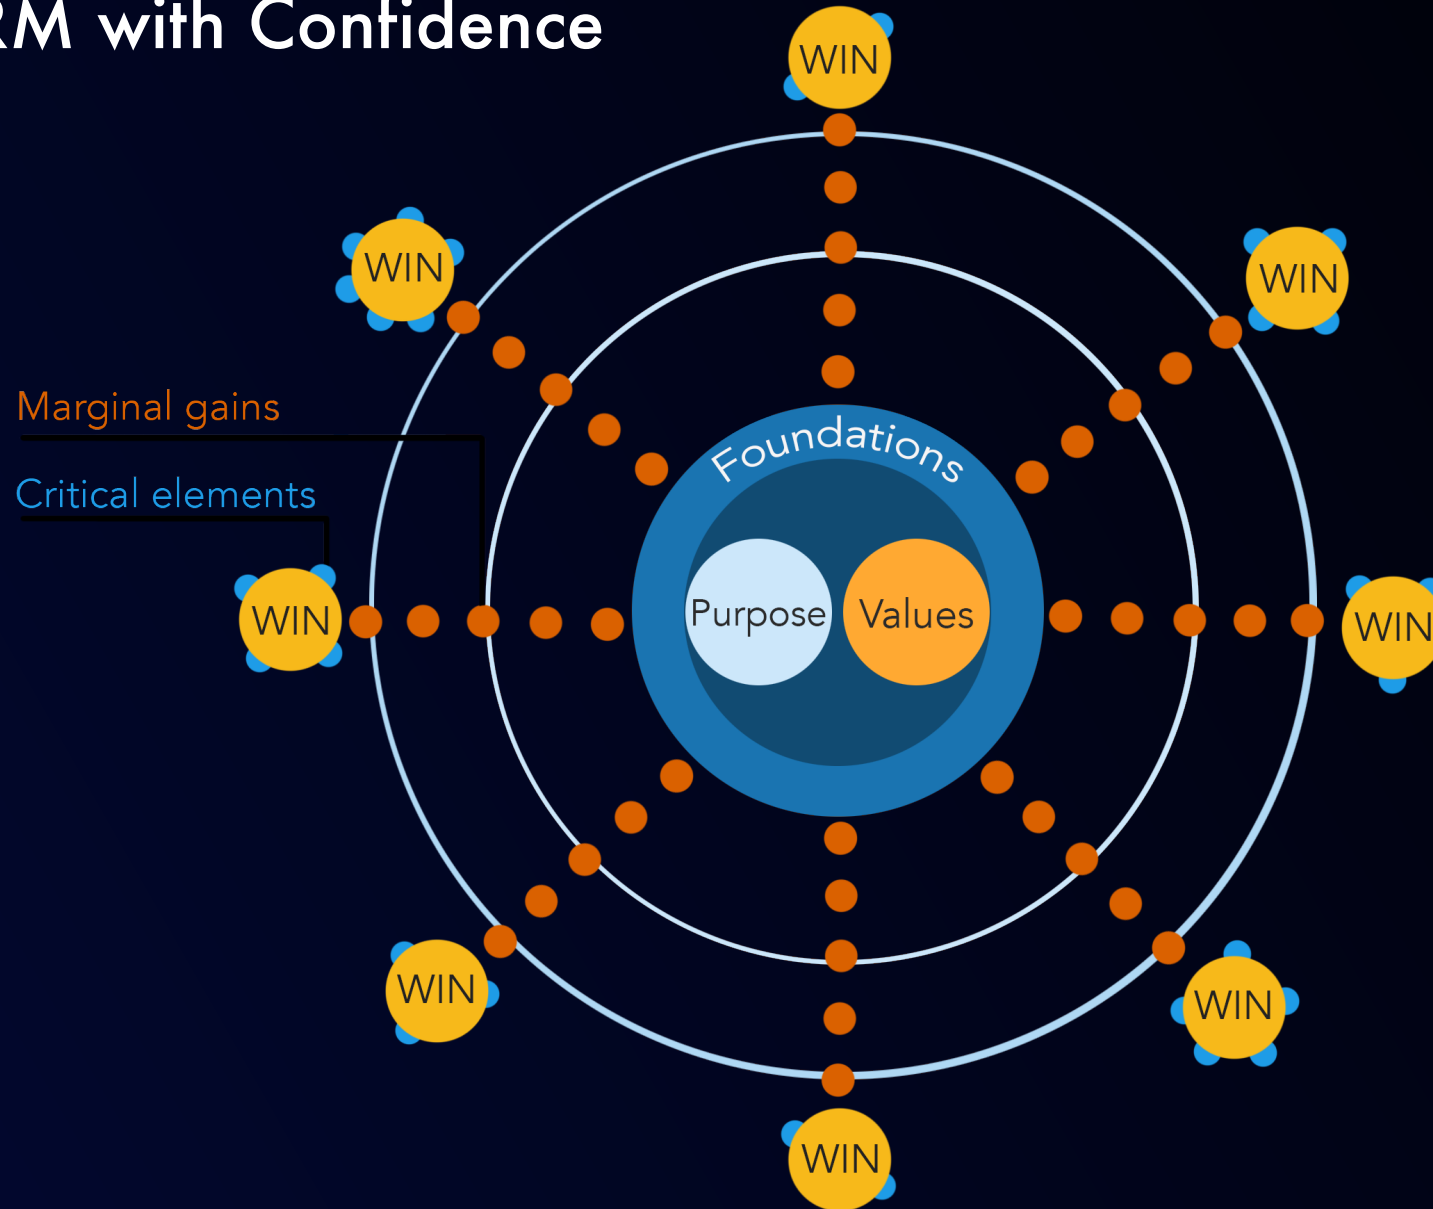 RM with Confidence
WIN
WIN
WIN
Marginal gains
Critical elements
Foundations
Purpose
Values
WIN
WIN
WIN
WIN
WIN